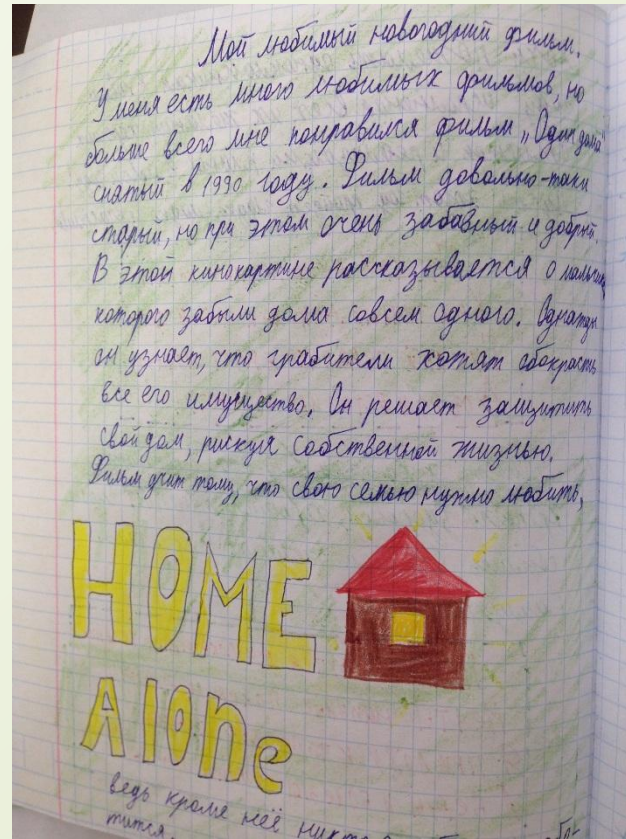 Мой любимый новогодний фильм.
У меня есть много любимых фильмов, но
больше всего мне понравился фильм „Один дома"
снятый в 1990 году. Фильм довольно-таки
старый, но при этом очень забавный и добрый.
В этой кинокартине рассказывается о мальчике
которого забыли дома совсем одного. Однажды
он узнает, что грабители хотят обокрасть
все его имущество. Он решает защитить
свой дом, рискуя собственной жизнью.
Фильм учит тому, что свою семью нужно любить,
HOME
Alone
ведь кроме неё никто